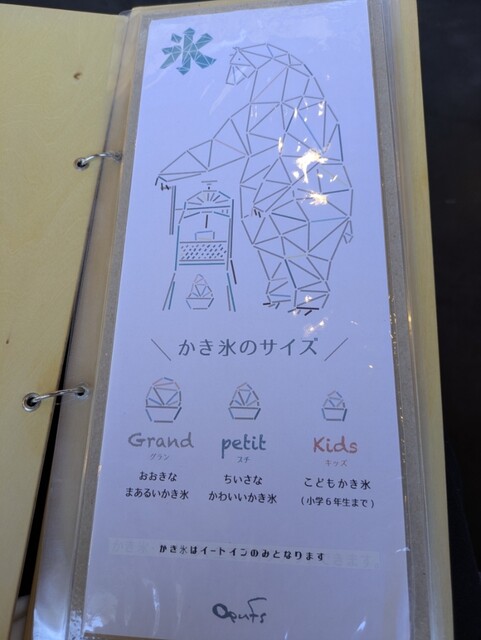 氷
＼ かき氷のサイズ ／
Grand
グラン
おおきな
まあるいかき氷
petit
プチ
ちいさな
かわいいかき氷
Kids
キッズ
こどもかき氷
(小学６年生まで)
かき氷はイートインのみとなります